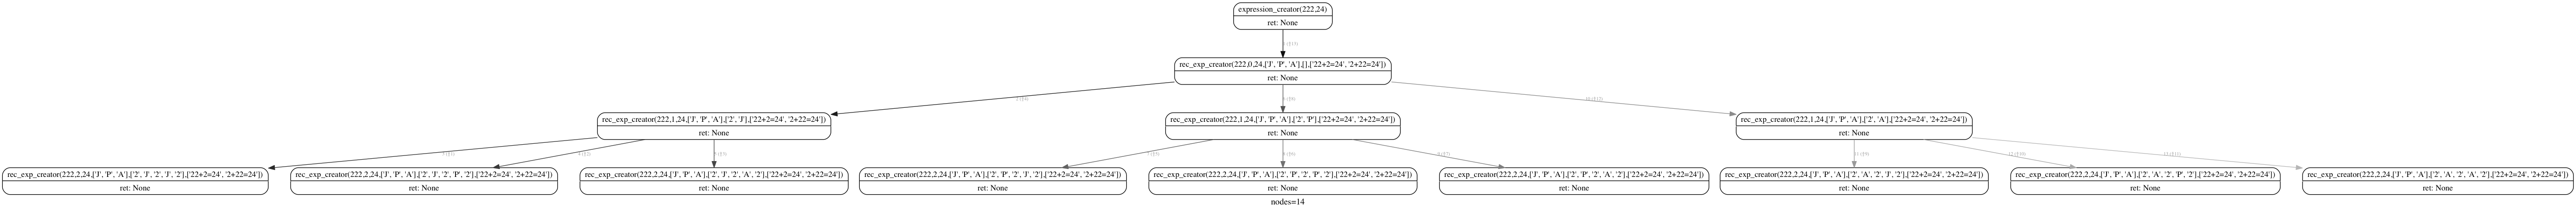 expression_creator(222,24)
ret: None
rec_exp_creator(222,0,24,['J', 'P', 'A'],[],['22+2=24', '2+22=24'])
ret: None
rec_exp_creator(222,1,24,['J', 'P', 'A'],['2', 'J'],['22+2=24', '2+22=24'])
ret: None
rec_exp_creator(222,1,24,['J', 'P', 'A'],['2', 'P'],['22+2=24', '2+22=24'])
ret: None
rec_exp_creator(222,1,24,['J', 'P', 'A'],['2', 'A'],['22+2=24', '2+22=24'])
ret: None
rec_exp_creator(222,2,24,['J', 'P', 'A'],['2', 'J', '2', 'J', '2'],['22+2=24', '2+22=24'])
ret: None
rec_exp_creator(222,2,24,['J', 'P', 'A'],['2', 'J', '2', 'P', '2'],['22+2=24', '2+22=24'])
ret: None
rec_exp_creator(222,2,24,['J', 'P', 'A'],['2', 'J', '2', 'A', '2'],['22+2=24', '2+22=24'])
ret: None
rec_exp_creator(222,2,24,['J', 'P', 'A'],['2', 'P', '2', 'J', '2'],['22+2=24', '2+22=24'])
ret: None
rec_exp_creator(222,2,24,['J', 'P', 'A'],['2', 'P', '2', 'P', '2'],['22+2=24', '2+22=24'])
ret: None
rec_exp_creator(222,2,24,['J', 'P', 'A'],['2', 'P', '2', 'A', '2'],['22+2=24', '2+22=24'])
ret: None
rec_exp_creator(222,2,24,['J', 'P', 'A'],['2', 'A', '2', 'J', '2'],['22+2=24', '2+22=24'])
ret: None
rec_exp_creator(222,2,24,['J', 'P', 'A'],['2', 'A', '2', 'P', '2'],['22+2=24', '2+22=24'])
ret: None
rec_exp_creator(222,2,24,['J', 'P', 'A'],['2', 'A', '2', 'A', '2'],['22+2=24', '2+22=24'])
ret: None
nodes=14